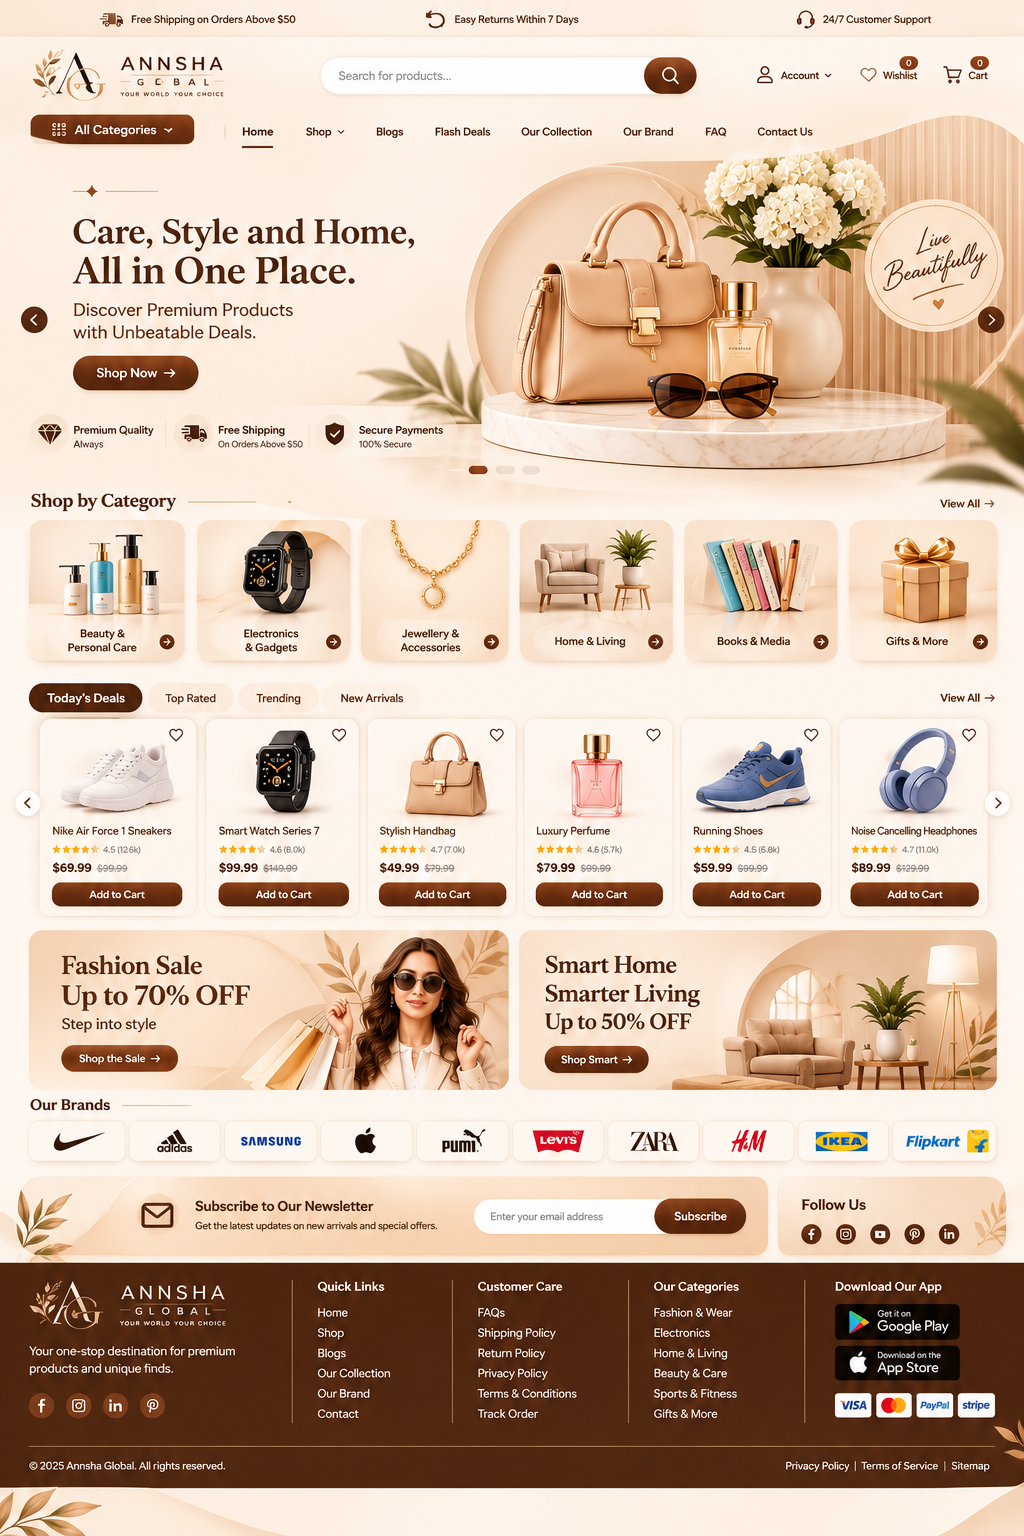 Free Shipping on Orders Above $50
Easy Returns Within 7 Days
24/7 Customer Support
ANNSHA
GLOBAL
YOUR WORLD YOUR CHOICE
Search for products...
Account
0
Wishlist
0
Cart
All Categories
Home
Shop
Blogs
Flash Deals
Our Collection
Our Brand
FAQ
Contact Us
Care, Style and Home,
All in One Place.
Discover Premium Products
with Unbeatable Deals.
Shop Now →
Live
Beautifully
Premium Quality
Always
Free Shipping
On Orders Above $50
Secure Payments
100% Secure
Shop by Category
View All →
Beauty &
Personal Care
Electronics
& Gadgets
Jewellery &
Accessories
Home & Living
Books & Media
Gifts & More
Today's Deals
Top Rated
Trending
New Arrivals
View All →
Nike Air Force 1 Sneakers
4.5 (12.6k)
$69.99 $99.99
Add to Cart
Smart Watch Series 7
4.6 (8.0k)
$99.99 $149.99
Add to Cart
Stylish Handbag
4.7 (7.0k)
$49.99 $79.99
Add to Cart
Luxury Perfume
4.6 (5.7k)
$79.99 $99.99
Add to Cart
Running Shoes
4.5 (6.8k)
$59.99 $99.99
Add to Cart
Noise Cancelling Headphones
4.7 (11.0k)
$89.99 $129.99
Add to Cart
Fashion Sale
Up to 70% OFF
Step into style
Shop the Sale →
Smart Home
Smarter Living
Up to 50% OFF
Shop Smart →
Our Brands
adidas
SAMSUNG
Levi's
ZARA
H&M
IKEA
Flipkart
Subscribe to Our Newsletter
Get the latest updates on new arrivals and special offers.
Enter your email address
Subscribe
Follow Us
ANNSHA
GLOBAL
YOUR WORLD YOUR CHOICE
Your one-stop destination for premium
products and unique finds.
Quick Links
Home
Shop
Blogs
Our Collection
Our Brand
Contact
Customer Care
FAQs
Shipping Policy
Return Policy
Privacy Policy
Terms & Conditions
Track Order
Our Categories
Fashion & Wear
Electronics
Home & Living
Beauty & Care
Sports & Fitness
Gifts & More
Download Our App
Get it on
Google Play
Download on the
App Store
VISA
PayPal
stripe
© 2025 Annsha Global. All rights reserved.
Privacy Policy | Terms of Service | Sitemap